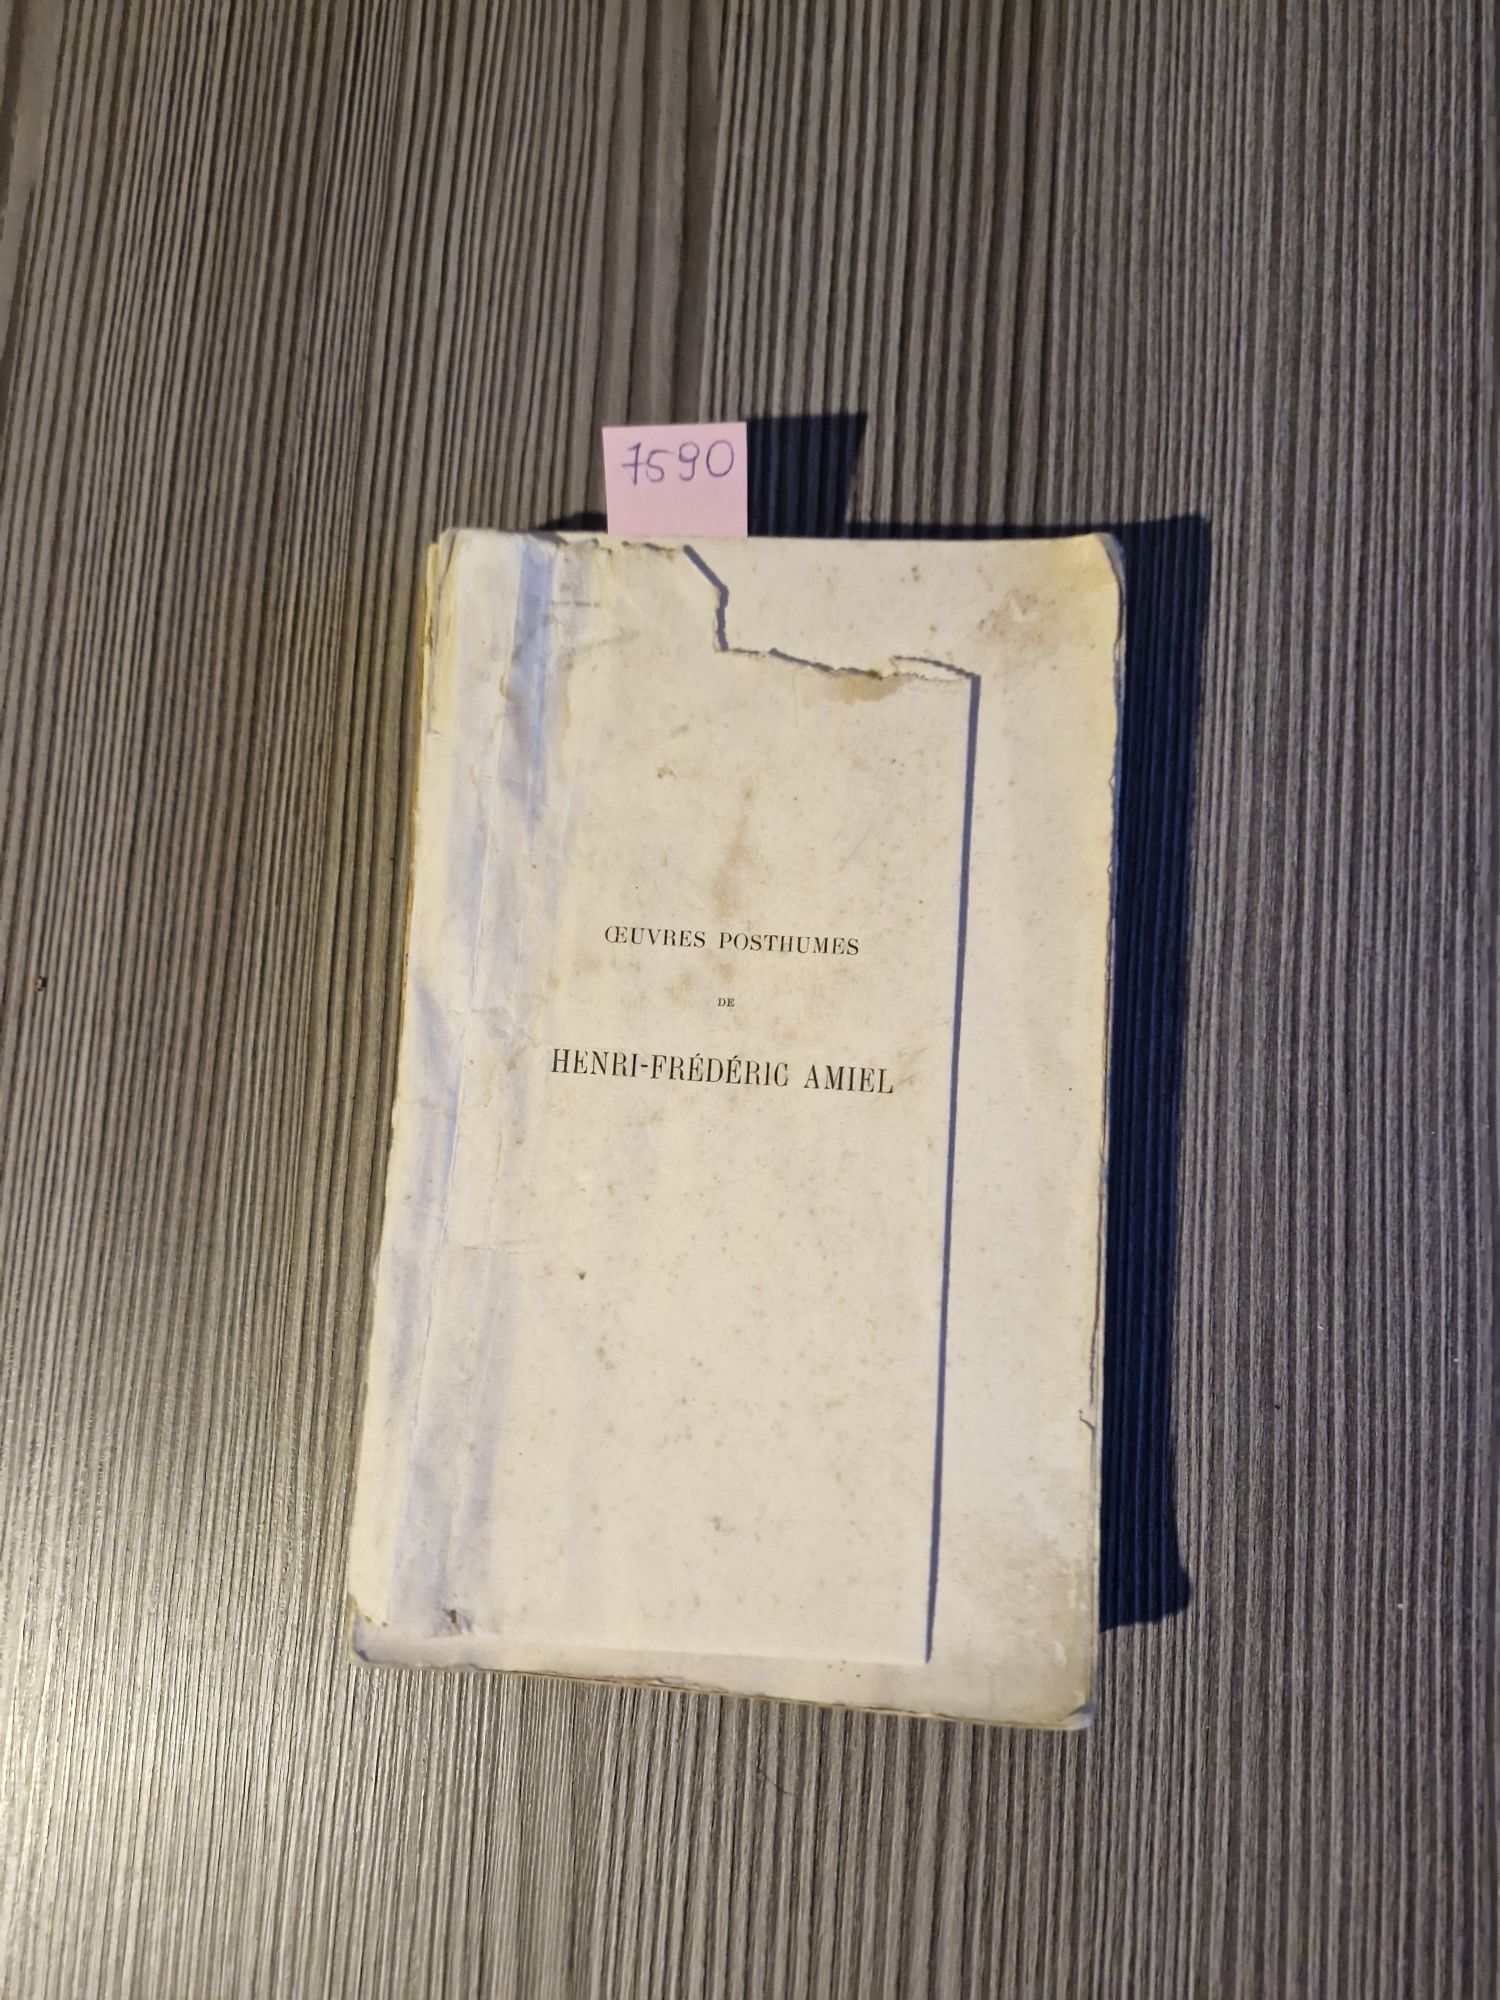 7590
ŒUVRES POSTHUMES
DE
HENRI-FRÉDÉRIC AMIEL